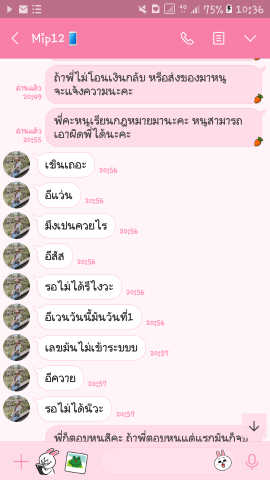 75% 10:36
Mip12
ถ้าพี่ไม่โอนเงินกลับ หรือส่งของมาหนู
จะแจ้งความนะคะ
อ่านแล้ว
20:49
พี่คะหนูเรียนกฎหมายมานะคะ หนูสามารถ
เอาผิดพี่ได้นะคะ
อ่านแล้ว
20:55
เชินเถอะ
20:56
อีแว่น
20:56
มึงเปนควยไร
20:56
อีสัส
20:56
รอไม่ได้รึไงวะ
20:56
อีเวนวันนี้มันวันที่1
20:56
เลขมันไม่เข้าระบบบ
20:57
อีควาย
20:57
รอไม่ได้นิวะ
20:57
พี่ก็ตอบหนูสิคะ ถ้าพี่ตอบหนูแต่แรกมันก็จบ